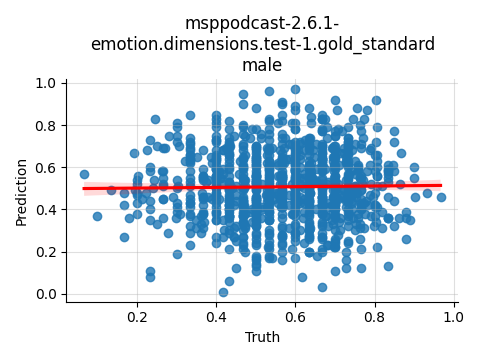 msppodcast-2.6.1-
emotion.dimensions.test-1.gold_standard
male
1.0
0.8
0.6
0.4
0.2
0.0
Prediction
0.2
0.4
0.6
0.8
1.0
Truth